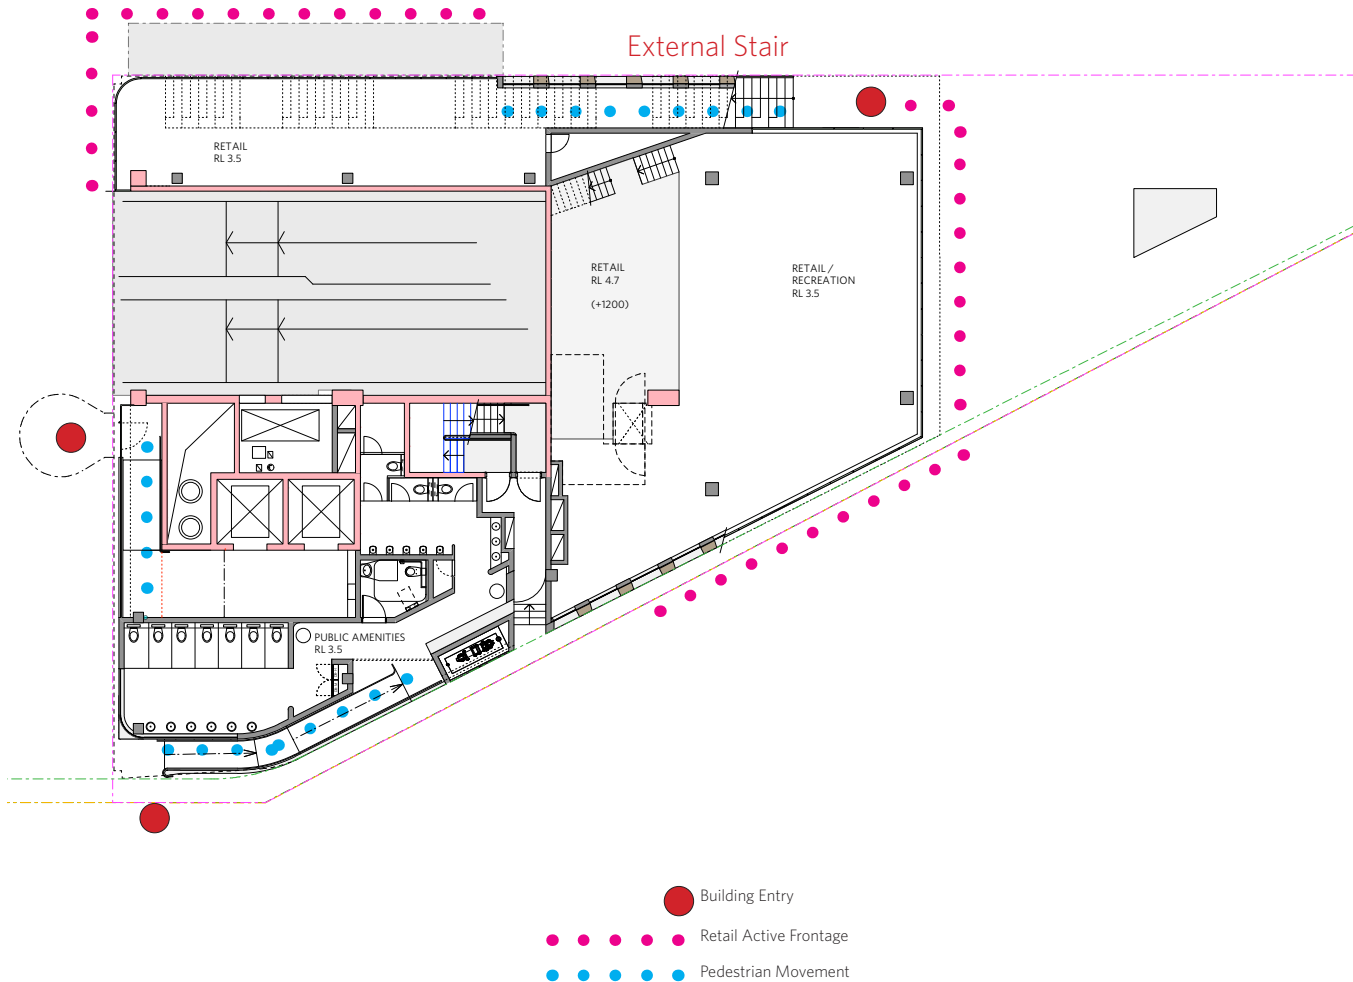 External Stair
RETAIL
RL 3.5
RETAIL
RL 4.7
(+1200)
RETAIL /
RECREATION
RL 3.5
PUBLIC AMENITIES
RL 3.5
Building Entry
Retail Active Frontage
Pedestrian Movement